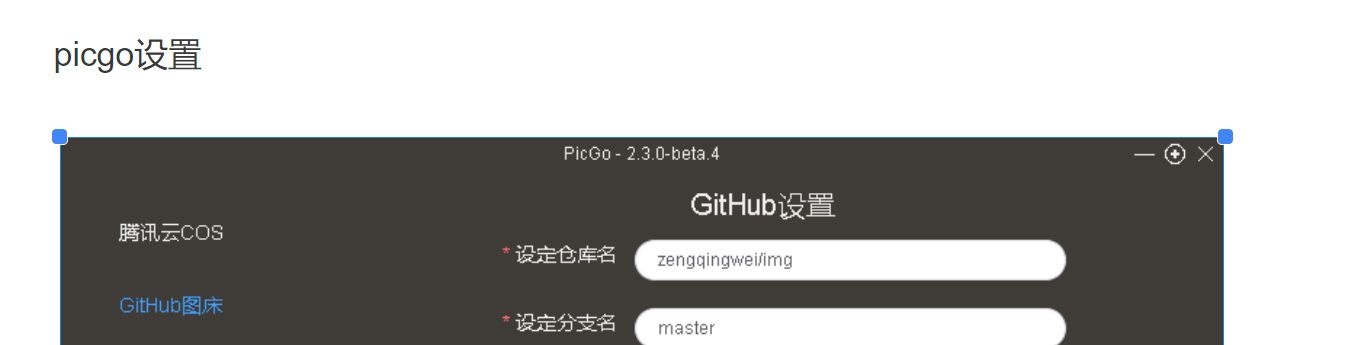 picgo设置
PicGo - 2.3.0-beta.4
GitHub设置
腾讯云COS
* 设定仓库名 zengqingwei/img
GitHub图床
* 设定分支名 master